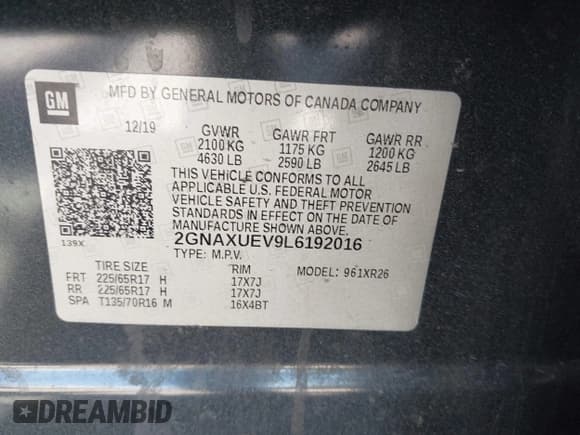 GM
MFD BY GENERAL MOTORS OF CANADA COMPANY
12/19 GVWR GAWR FRT GAWR RR
2100 KG 1175 KG 1200 KG
4630 LB 2590 LB 2645 LB
THIS VEHICLE CONFORMS TO ALL
APPLICABLE U.S. FEDERAL MOTOR
VEHICLE SAFETY AND THEFT PREVENTION
STANDARDS IN EFFECT ON THE DATE OF
MANUFACTURE SHOWN ABOVE.
139X 2GNAXUEV9L6192016
TYPE: M.P.V.
TIRE SIZE RIM MODEL: 961XR26
FRT 225/65R17 H 17X7J
RR 225/65R17 H 17X7J
SPA T135/70R16 M 16X4BT
DREAMBID